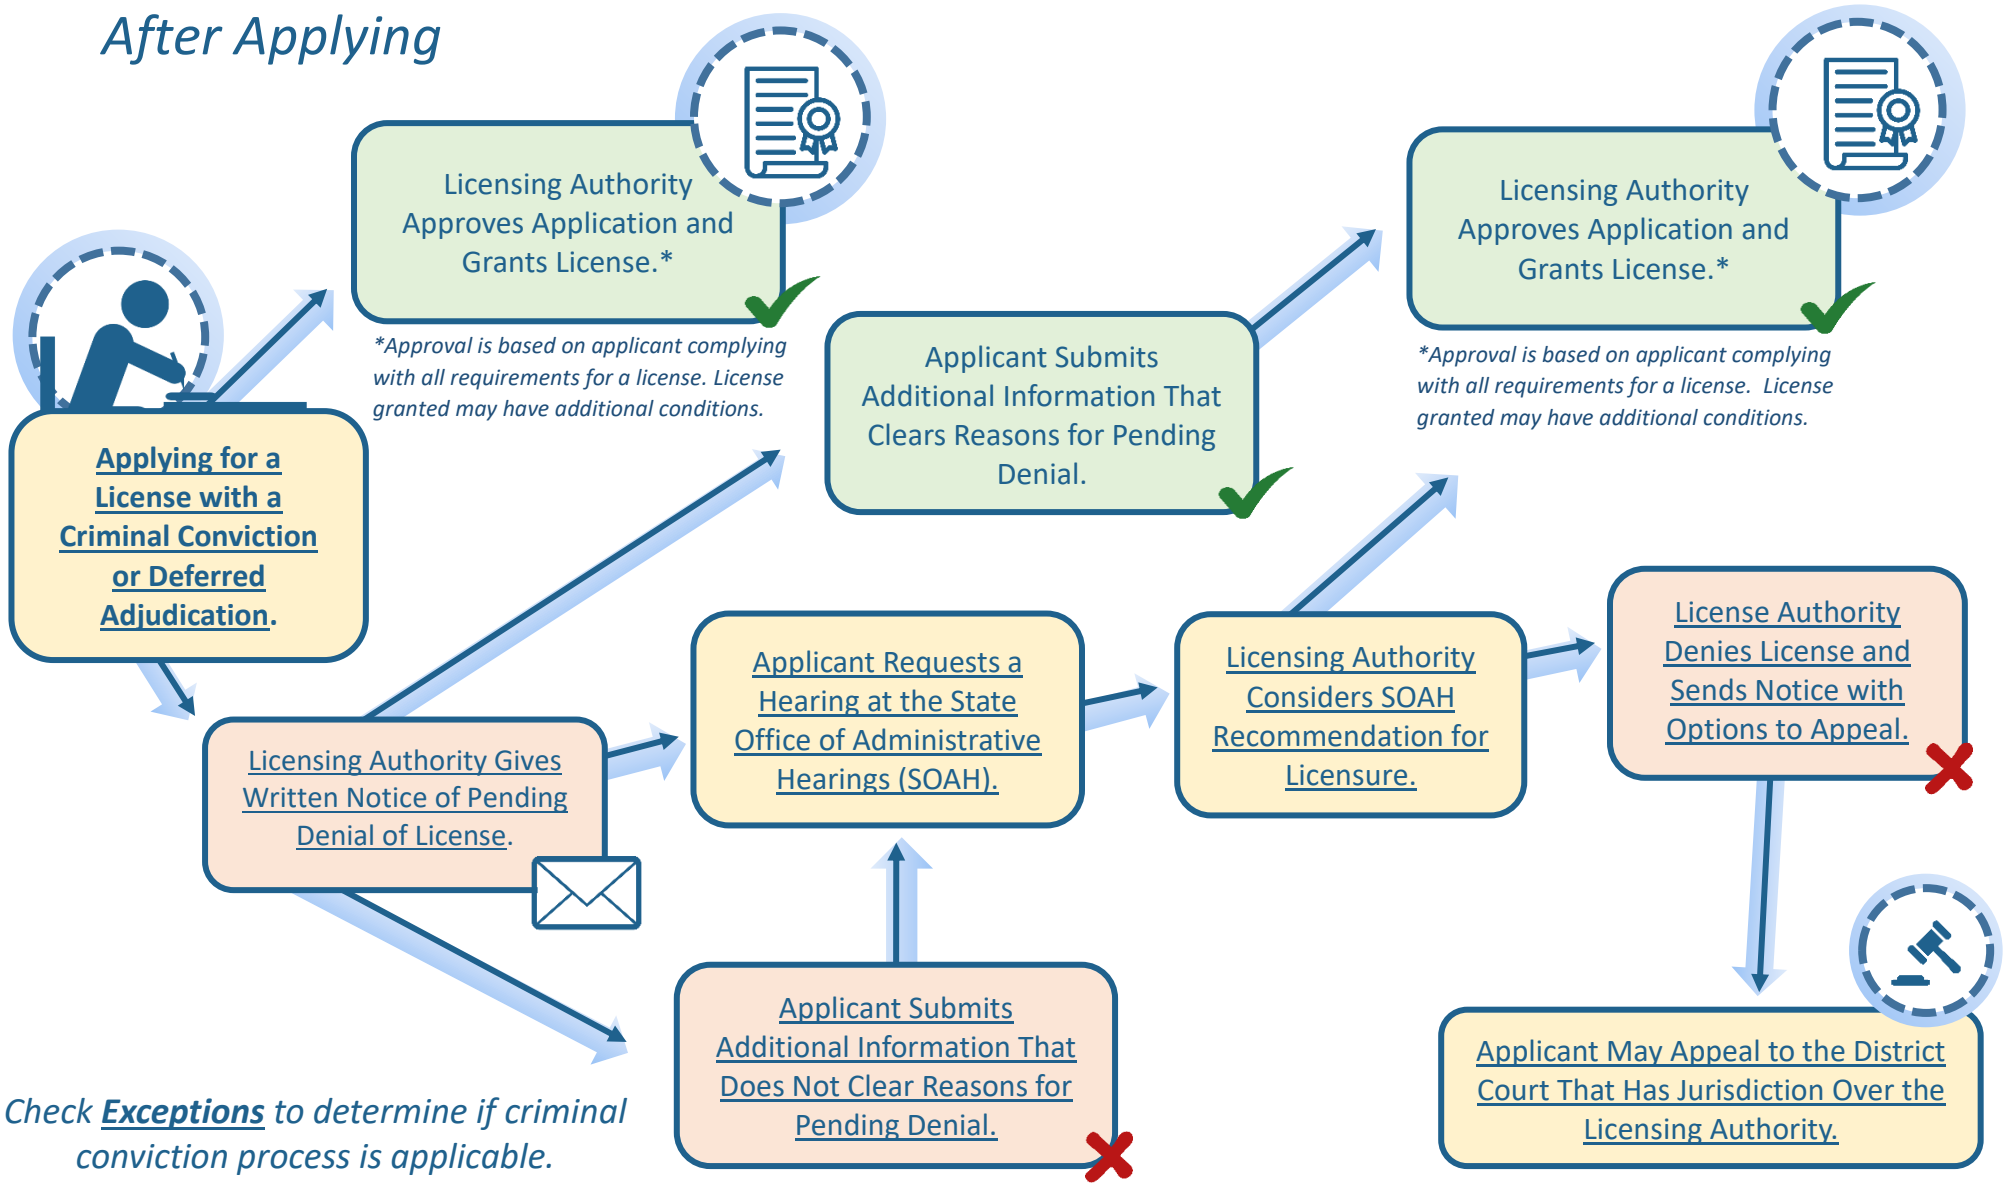 After Applying
Licensing Authority
Approves Application and
Grants License.*
*Approval is based on applicant complying
with all requirements for a license. License
granted may have additional conditions.
Licensing Authority
Approves Application and
Grants License.*
*Approval is based on applicant complying
with all requirements for a license.  License
granted may have additional conditions.
Applicant Submits
Additional Information That
Clears Reasons for Pending
Denial.
Applying for a
License with a
Criminal Conviction
or Deferred
Adjudication.
Licensing Authority Gives
Written Notice of Pending
Denial of License.
Applicant Requests a
Hearing at the State
Office of Administrative
Hearings (SOAH).
Licensing Authority
Considers SOAH
Recommendation for
Licensure.
License Authority
Denies License and
Sends Notice with
Options to Appeal.
Applicant Submits
Additional Information That
Does Not Clear Reasons for
Pending Denial.
Applicant May Appeal to the District
Court That Has Jurisdiction Over the
Licensing Authority.
Check Exceptions to determine if criminal
conviction process is applicable.